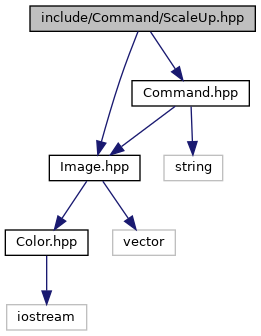 include/Command/ScaleUp.hpp
Command.hpp
Image.hpp
string
Color.hpp
vector
iostream